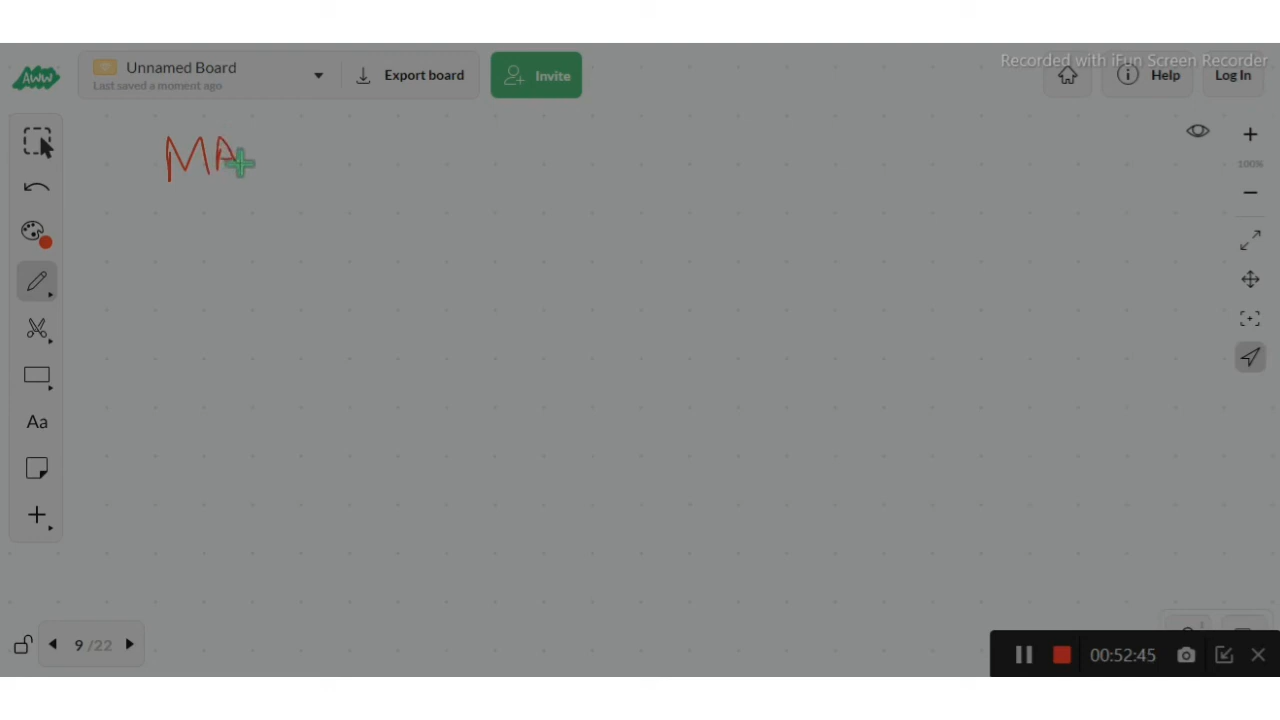 Recorded with iFun Screen Recorder
AWW
Unnamed Board
Last saved a moment ago
Export board
Invite
Help
Log In
MA
100%
Aa
9 /22
00:52:45